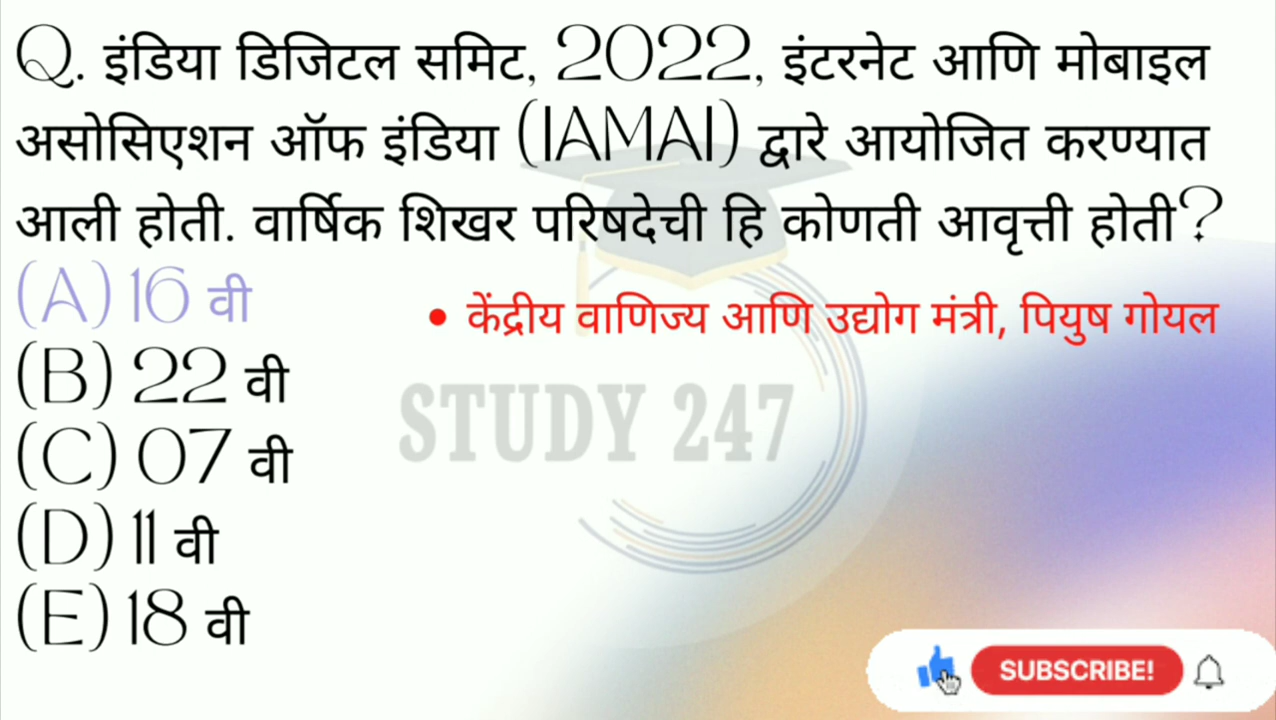 Q. इंडिया डिजिटल समिट, 2022, इंटरनेट आणि मोबाइल
असोसिएशन ऑफ इंडिया (IAMAI) द्वारे आयोजित करण्यात
आली होती. वार्षिक शिखर परिषदेची हि कोणती आवृत्ती होती?
(A) 16 वी
• केंद्रीय वाणिज्य आणि उद्योग मंत्री, पियुष गोयल
(B) 22 वी
(C) 07 वी
STUDY 247
(D) 11 वी
(E) 18 वी
SUBSCRIBE!